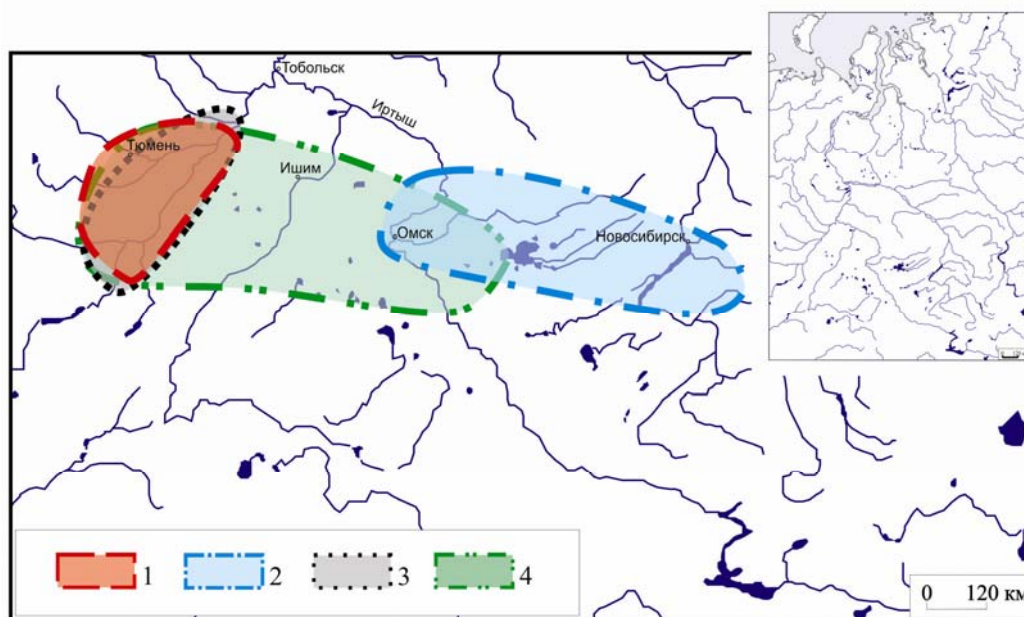 Тобольск
Иртыш
Тюмень
Ишим
Омск
Новосибирск
1 2 3 4
0 120 км